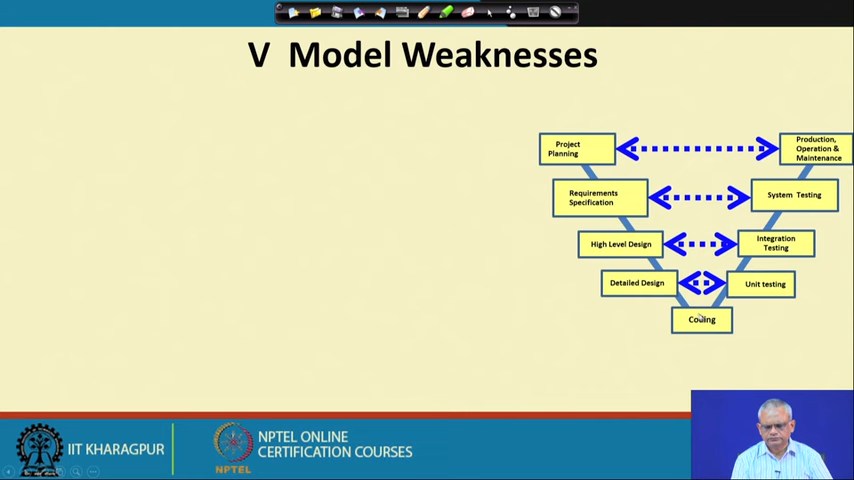 V Model Weaknesses
Project
Planning
Production,
Operation &
Maintenance
Requirements
Specification
System Testing
High Level Design
Integration
Testing
Detailed Design
Unit testing
Coding
IIT KHARAGPUR
NPTEL
NPTEL ONLINE
CERTIFICATION COURSES